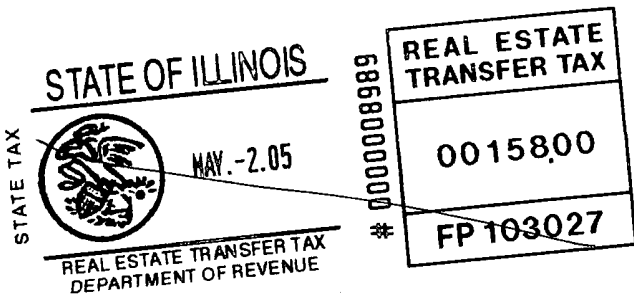 STATE TAX
STATE OF ILLINOIS
MAY.-2.05
REAL ESTATE TRANSFER TAX
DEPARTMENT OF REVENUE
# 0000008989
REAL ESTATE
TRANSFER TAX
00158.00
FP 103027